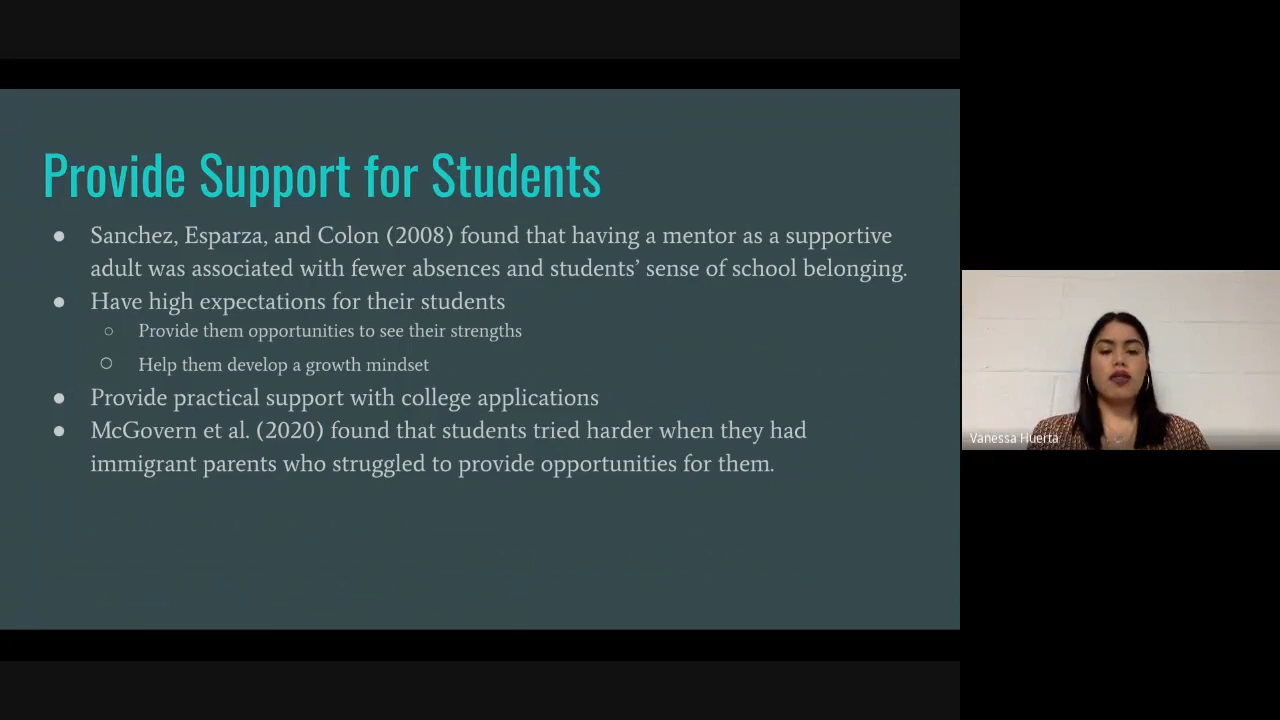 Provide Support for Students
● Sanchez, Esparza, and Colon (2008) found that having a mentor as a supportive
adult was associated with fewer absences and students’ sense of school belonging.
● Have high expectations for their students
○ Provide them opportunities to see their strengths
○ Help them develop a growth mindset
● Provide practical support with college applications
● McGovern et al. (2020) found that students tried harder when they had
immigrant parents who struggled to provide opportunities for them.
Vanessa Huerta